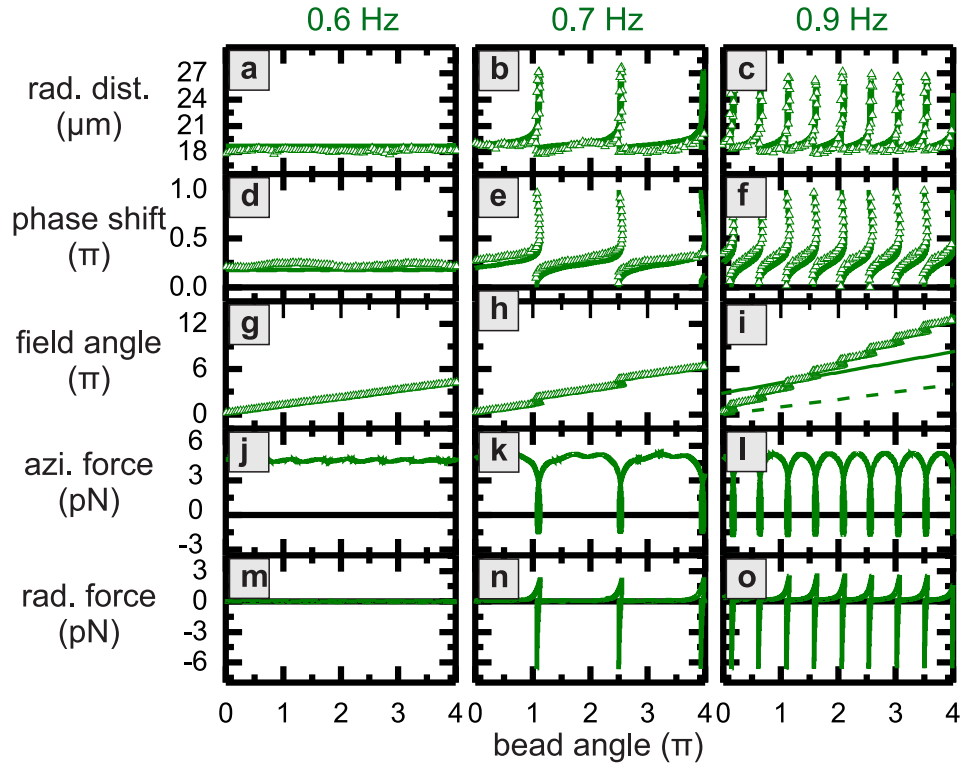 0.6 Hz 0.7 Hz 0.9 Hz
a b c
rad. dist.
(µm)
27
24
21
18
d e f
phase shift
(π)
1.0
0.5
0.0
g h i
field angle
(π)
12
6
0
j k l
azi. force
(pN)
6
3
0
-3
m n o
rad. force
(pN)
3
0
-3
-6
0 1 2 3 4 0 1 2 3 4 0 1 2 3 4
bead angle (π)